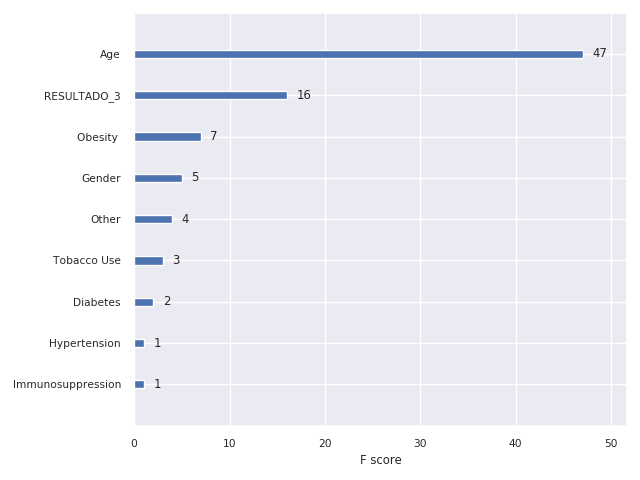 Age 47
RESULTADO_3 16
Obesity 7
Gender 5
Other 4
Tobacco Use 3
Diabetes 2
Hypertension 1
Immunosuppression 1
0 10 20 30 40 50
F score